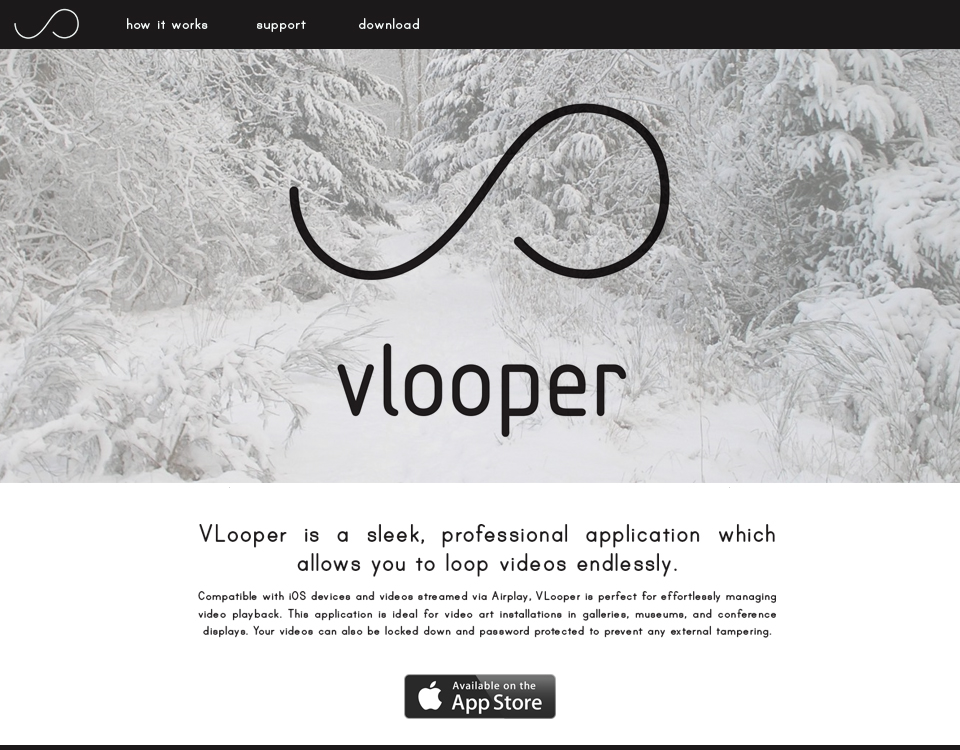 how it works support download
vlooper
VLooper is a sleek, professional application which
allows you to loop videos endlessly.
Compatible with iOS devices and videos streamed via Airplay, VLooper is perfect for effortlessly managing
video playback. This application is ideal for video art installations in galleries, museums, and conference
displays. Your videos can also be locked down and password protected to prevent any external tampering.
Available on the
App Store